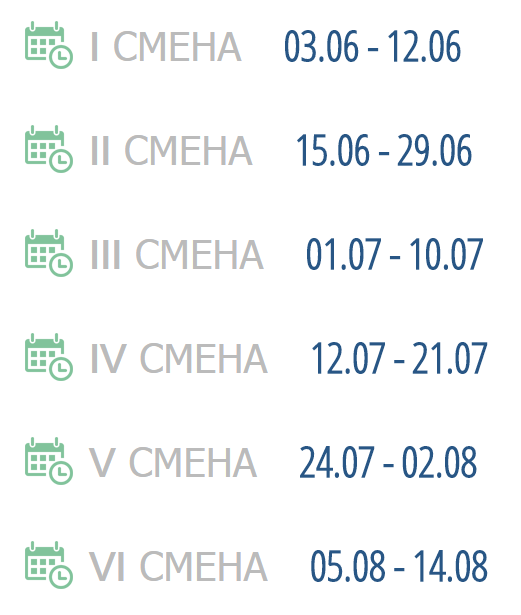 I СМЕНА 03.06 - 12.06
II СМЕНА 15.06 - 29.06
III СМЕНА 01.07 - 10.07
IV СМЕНА 12.07 - 21.07
V СМЕНА 24.07 - 02.08
VI СМЕНА 05.08 - 14.08